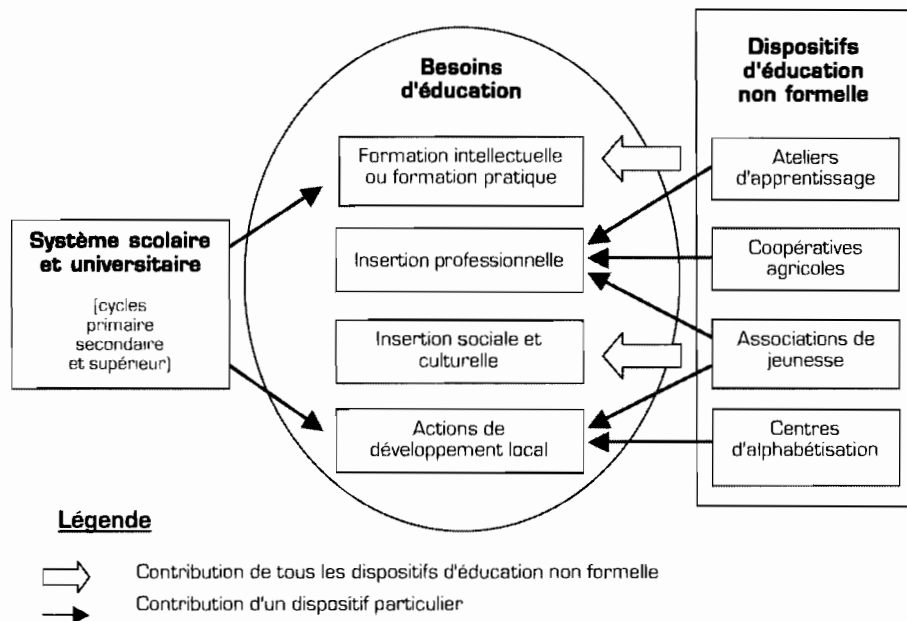 Système scolaire
et universitaire
(cycles
primaire
secondaire
et supérieur)
Besoins
d'éducation
Formation intellectuelle
ou formation pratique
Insertion professionnelle
Insertion sociale et
culturelle
Actions de
développement local
Dispositifs
d'éducation
non formelle
Ateliers
d'apprentissage
Coopératives
agricoles
Associations de
jeunesse
Centres
d'alphabétisation
Légende
Contribution de tous les dispositifs d'éducation non formelle
Contribution d'un dispositif particulier